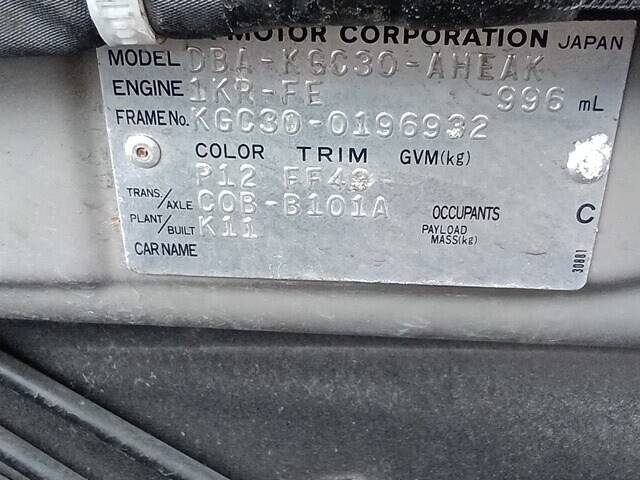 MOTOR CORPORATION JAPAN
MODEL DBA-KGC30-AHEAK
ENGINE 1KR-FE 996 mL
FRAME No. KGC30-0196932
COLOR TRIM GVM(kg)
P12 FF42-
TRANS./AXLE C0B-B101A OCCUPANTS C
PLANT/BUILT K11 PAYLOAD MASS(kg)
CAR NAME
30881